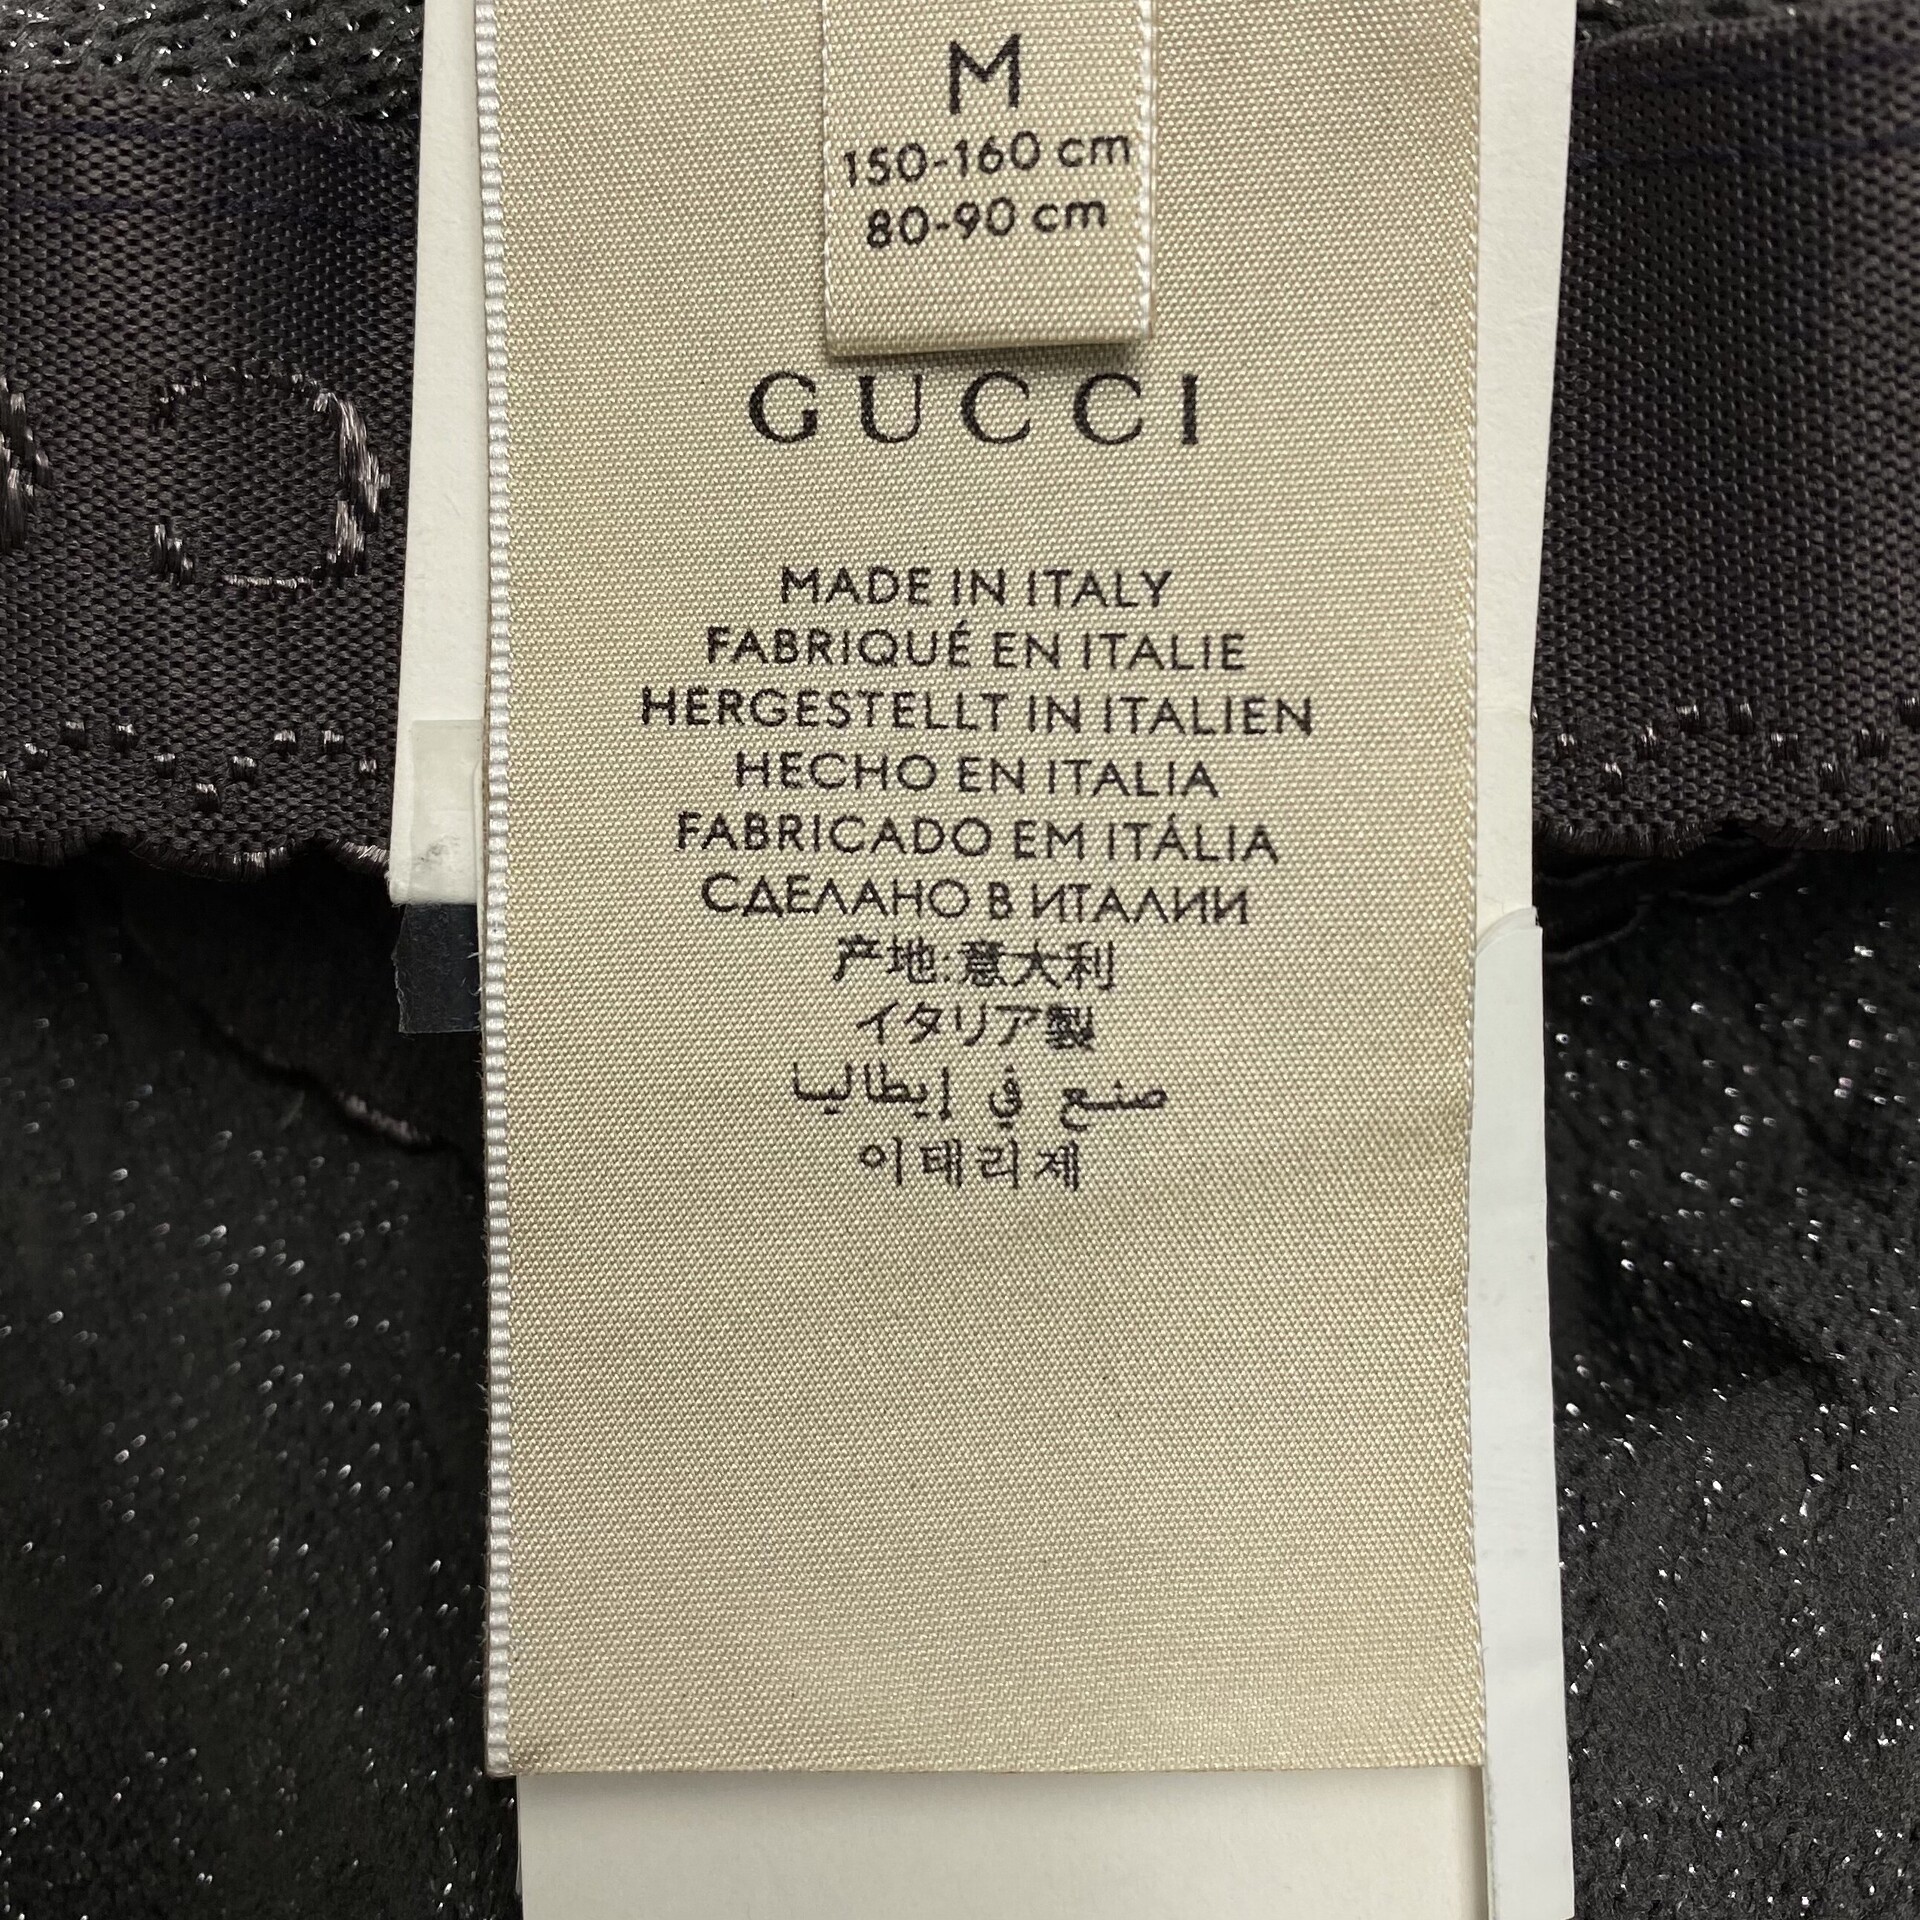 M
150-160 cm
80-90 cm
GUCCI
MADE IN ITALY
FABRIQUÉ EN ITALIE
HERGESTELLT IN ITALIEN
HECHO EN ITALIA
FABRICADO EM ITÁLIA
СДЕЛАНО В ИТАЛИИ
产地:意大利
イタリア製
صنع في إيطاليا
이태리제